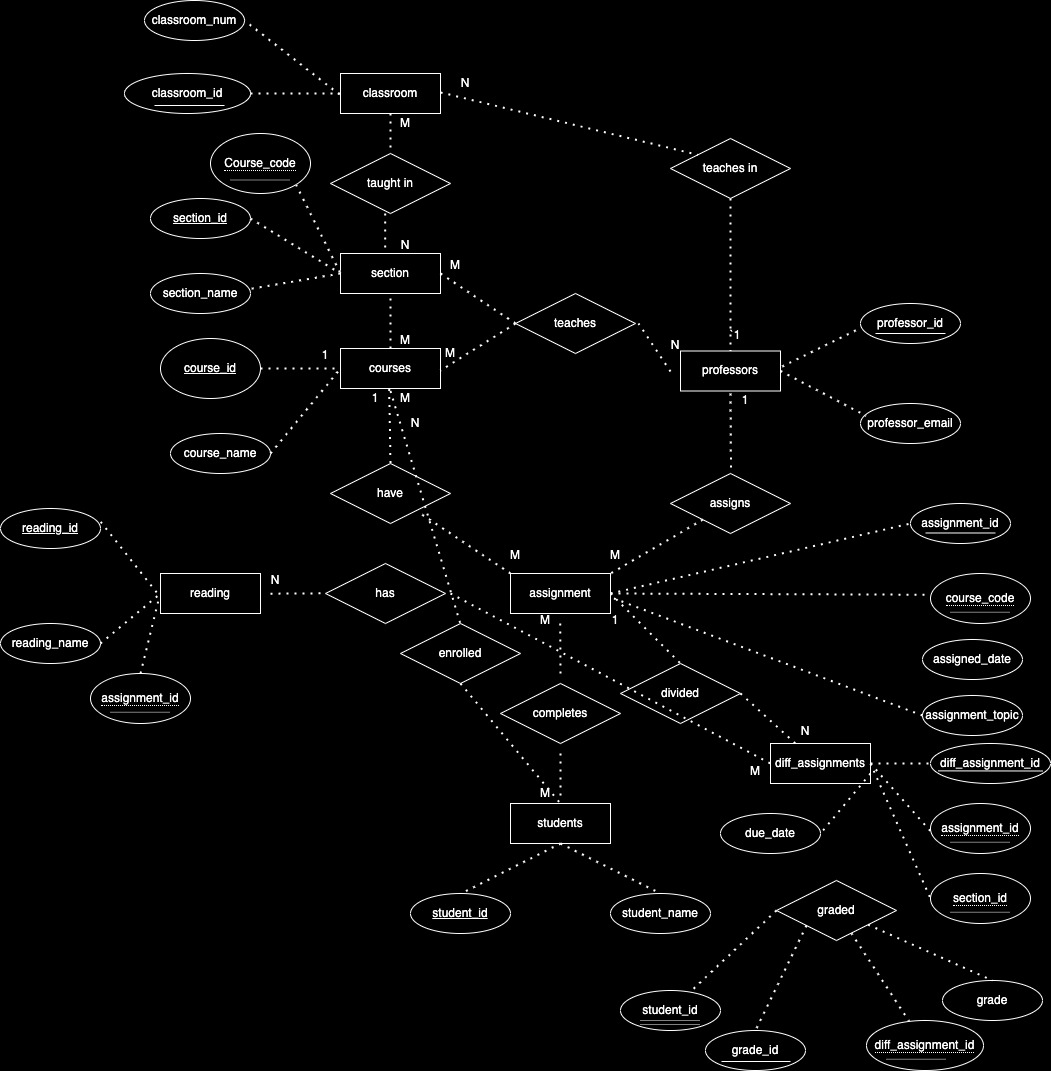 classroom_num
N
classroom_id
classroom
M
Course_code
teaches in
taught in
section_id
N
M
section
section_name
teaches
professor_id
1
M
N
1
M
course_id
courses
professors
1
M
1
N
professor_email
course_name
have
assigns
reading_id
assignment_id
M
M
N
reading
has
assignment
course_code
M
1
reading_name
enrolled
assigned_date
assignment_id
divided
completes
assignment_topic
N
M
diff_assignments
diff_assignment_id
M
students
due_date
assignment_id
section_id
student_id
student_name
graded
student_id
grade
grade_id
diff_assignment_id